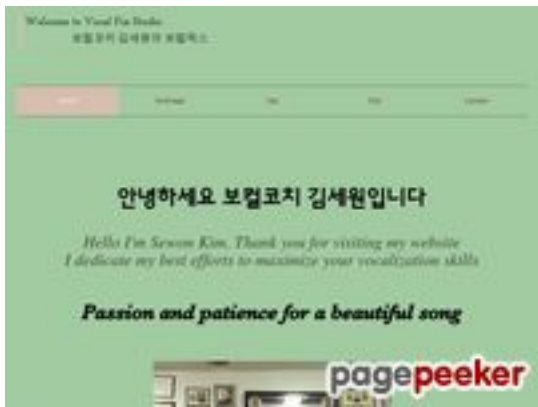 Welcome to Vocal Fax Studio
보컬코치 김세원의 보컬팍스
안녕하세요 보컬코치 김세원입니다
Hello I'm Sewon Kim. Thank you for visiting my website
I dedicate my best efforts to maximize your vocalization skills
Passion and patience for a beautiful song
pagepeeker